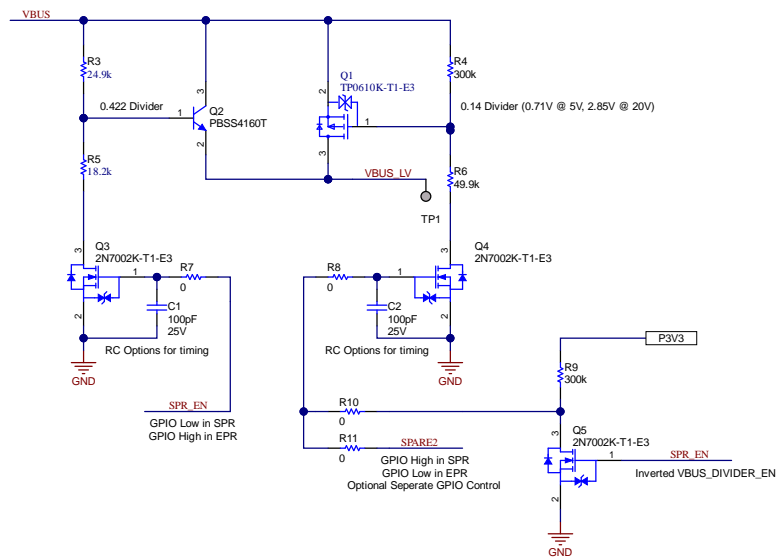 VBUS
R3
24.9k
0.422 Divider
3
1
Q2
PBSS4160T
2
Q1
TP0610K-T1-E3
2
1
3
R4
300k
0.14 Divider (0.71V @ 5V, 2.85V @ 20V)
R5
18.2k
VBUS_LV
TP1
R6
49.9k
3
Q3
2N7002K-T1-E3
1
2
R7
0
C1
100pF
25V
RC Options for timing
GND
R8
0
C2
100pF
25V
RC Options for timing
3
Q4
2N7002K-T1-E3
1
2
GND
P3V3
R9
300k
SPR_EN
GPIO Low in SPR
GPIO High in EPR
R10
0
R11
0
SPARE2
GPIO High in SPR
GPIO Low in EPR
Optional Seperate GPIO Control
3
Q5
2N7002K-T1-E3
1
2
SPR_EN
Inverted VBUS_DIVIDER_EN
GND